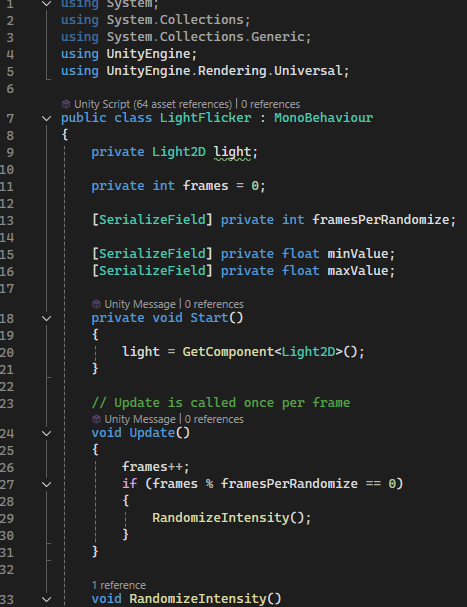 1 using System;
2 using System.Collections;
3 using System.Collections.Generic;
4 using UnityEngine;
5 using UnityEngine.Rendering.Universal;
6
Unity Script (64 asset references) | 0 references
7 public class LightFlicker : MonoBehaviour
8 {
9 private Light2D light;
10
11 private int frames = 0;
12
13 [SerializeField] private int framesPerRandomize;
14
15 [SerializeField] private float minValue;
16 [SerializeField] private float maxValue;
17
Unity Message | 0 references
18 private void Start()
19 {
20 light = GetComponent<Light2D>();
21 }
22
23 // Update is called once per frame
Unity Message | 0 references
24 void Update()
25 {
26 frames++;
27 if (frames % framesPerRandomize == 0)
28 {
29 RandomizeIntensity();
30 }
31 }
32
1 reference
33 void RandomizeIntensity()